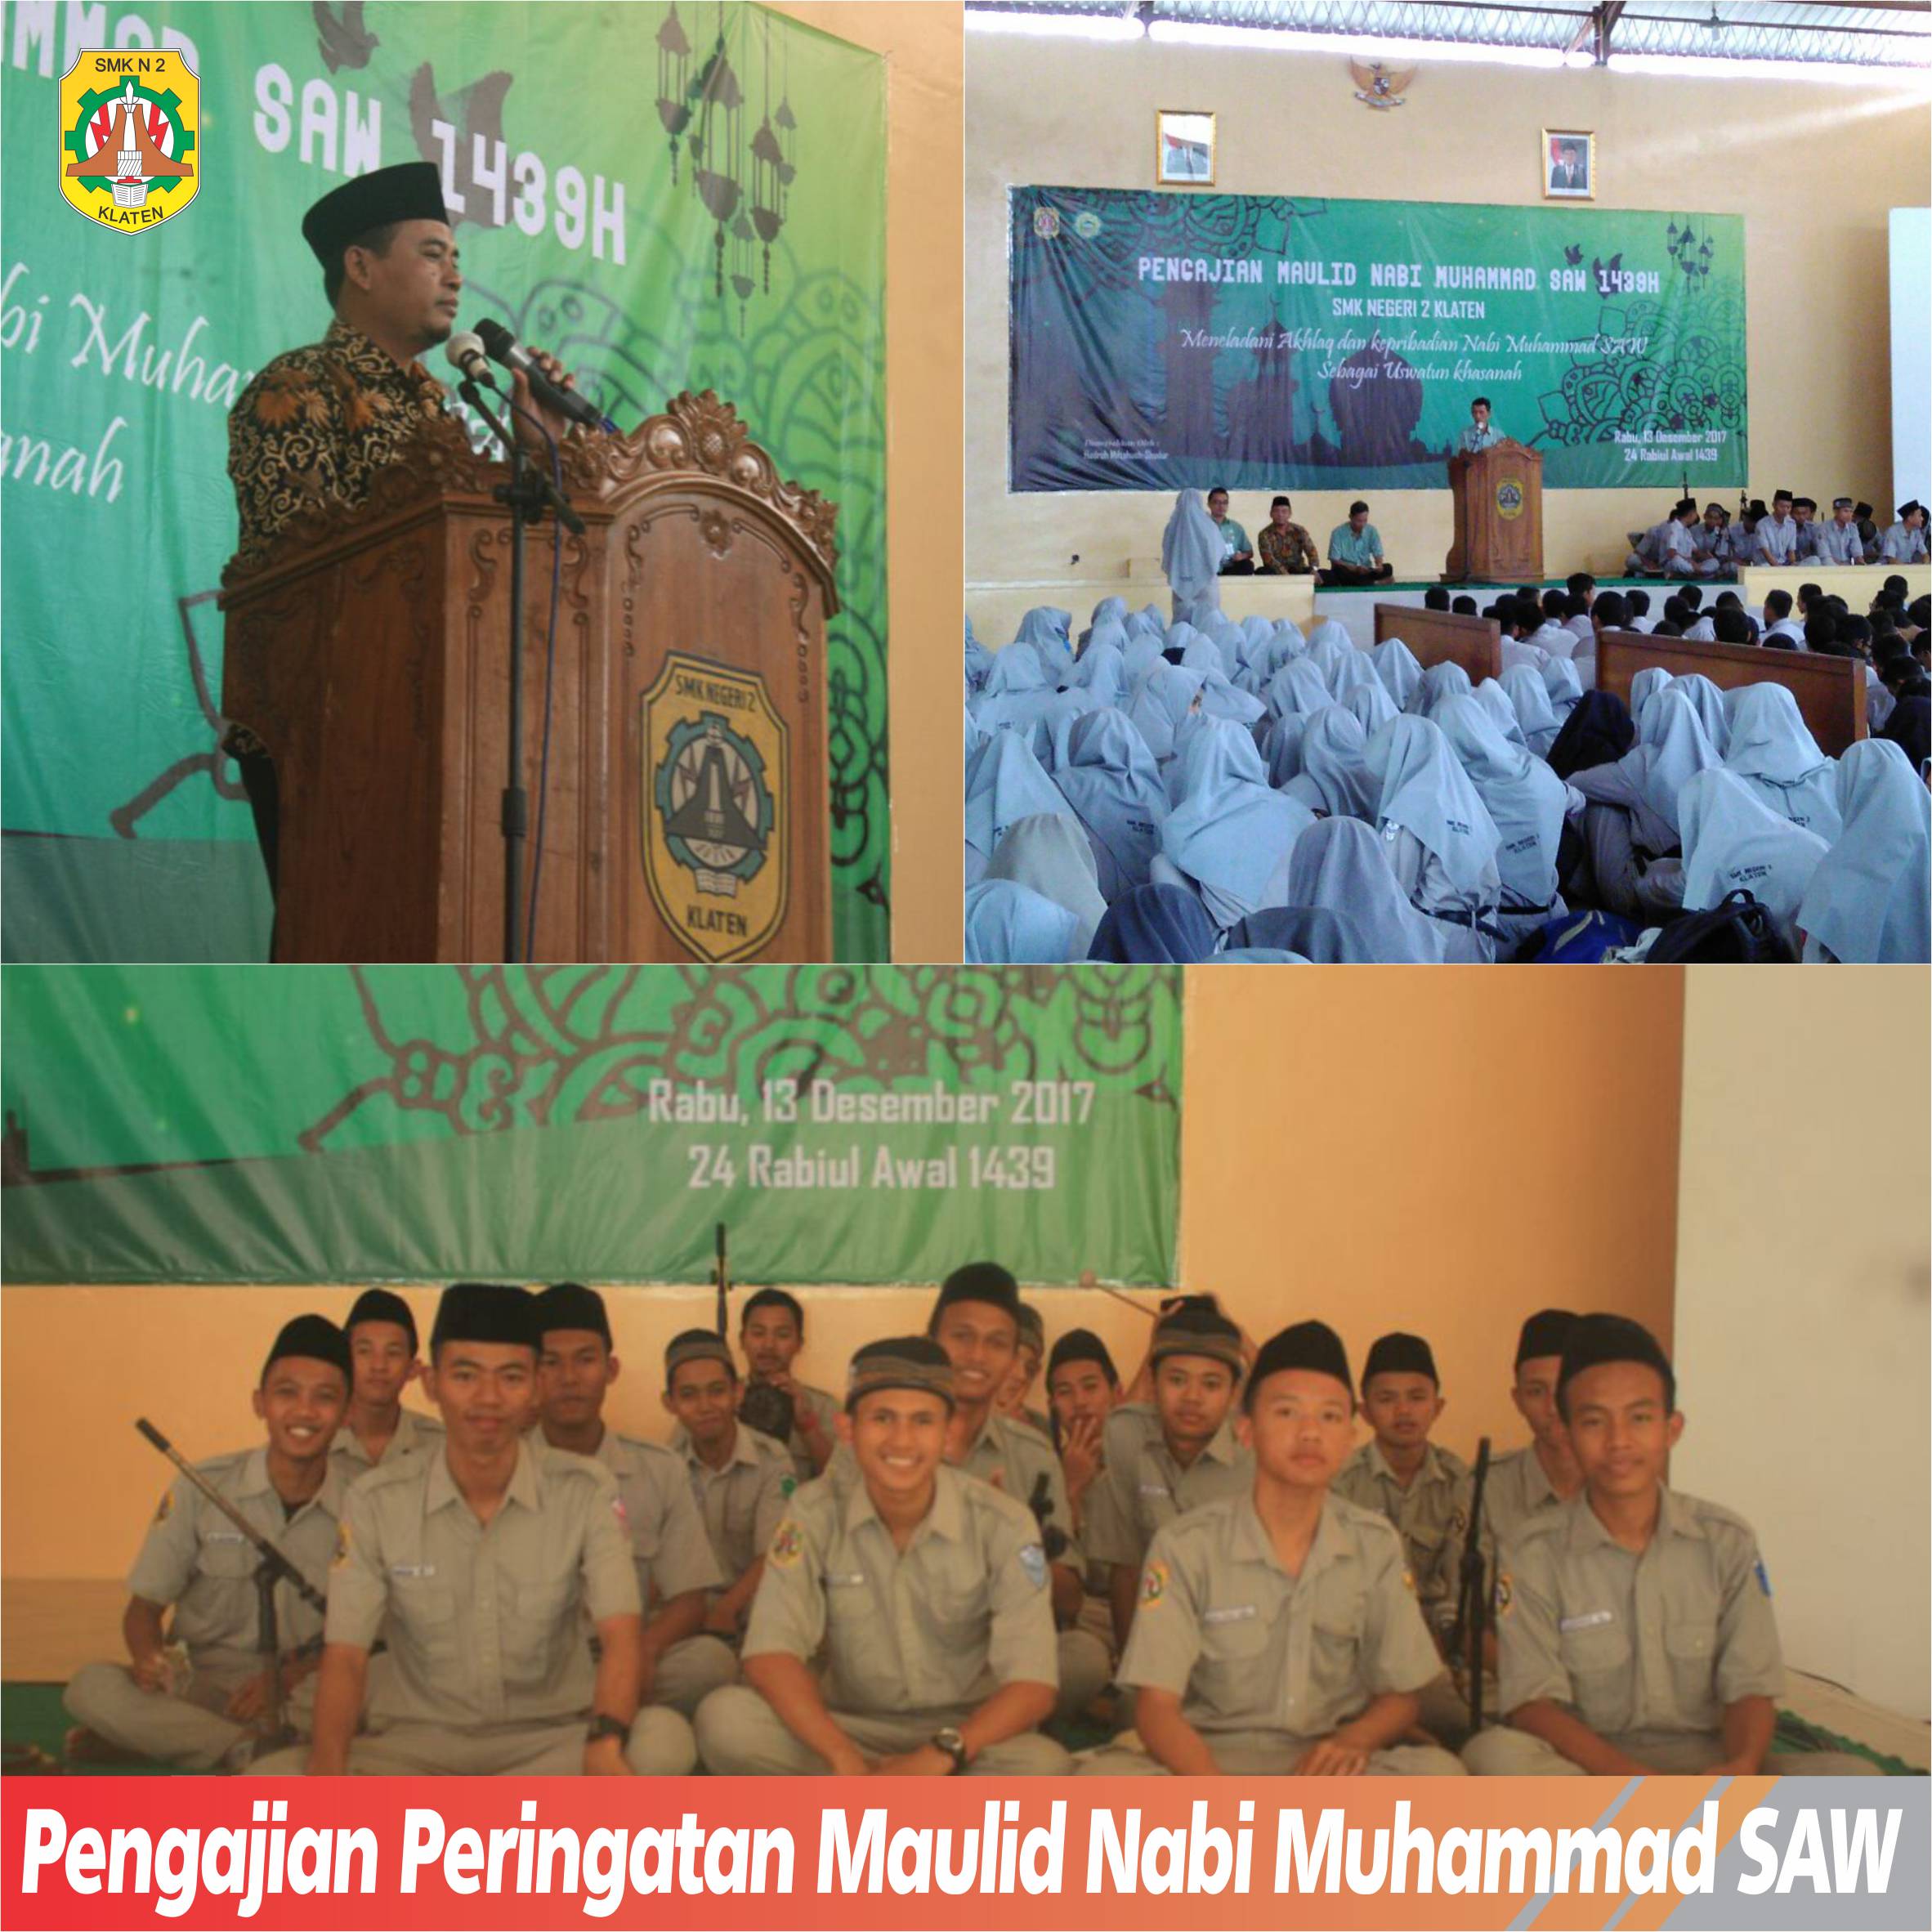 SMK N 2
KLATEN
SAW 1439H
bi Muha
anah
SMK NEGERI 2
KLATEN
PENGAJIAN MAULID NABI MUHAMMAD SAW 1439H
SMK NEGERI 2 KLATEN
Meneladani Akhlaq dan kepribadian Nabi Muhammad SAW
Sebagai Uswatun khasanah
Rabu, 13 Desember 2017
24 Rabiul Awal 1439
Rabu, 13 Desember 2017
24 Rabiul Awal 1439
Pengajian Peringatan Maulid Nabi Muhammad SAW